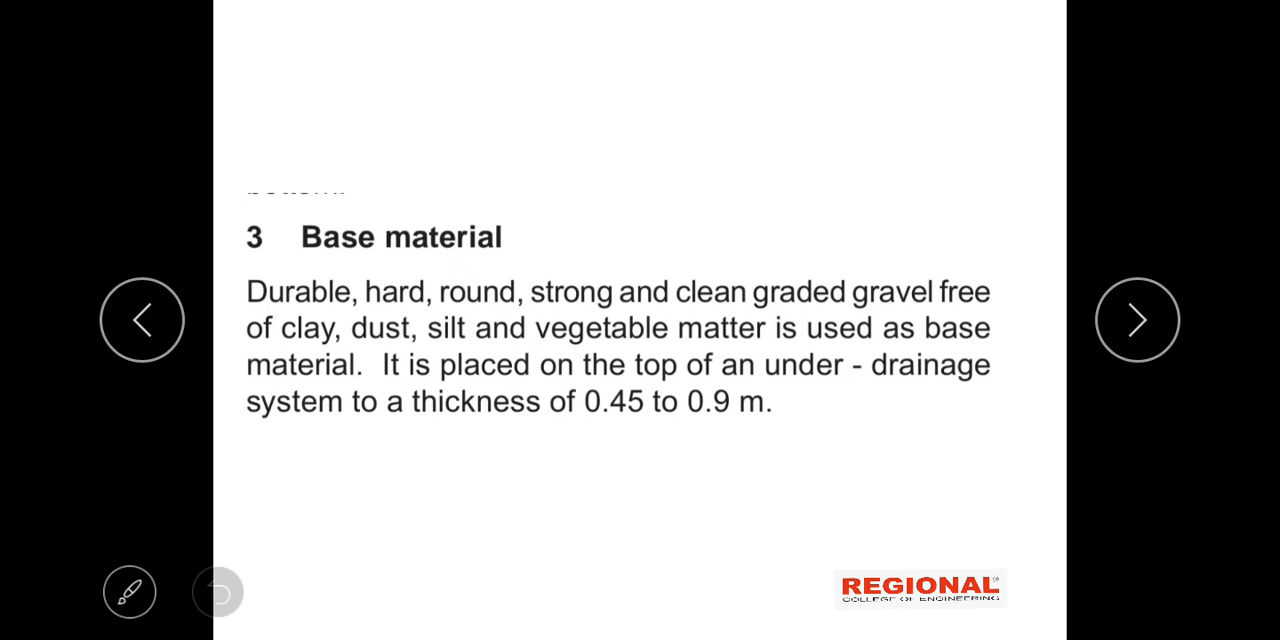 3 Base material
Durable, hard, round, strong and clean graded gravel free
of clay, dust, silt and vegetable matter is used as base
material. It is placed on the top of an under - drainage
system to a thickness of 0.45 to 0.9 m.
REGIONAL
COLLEGE OF ENGINEERING